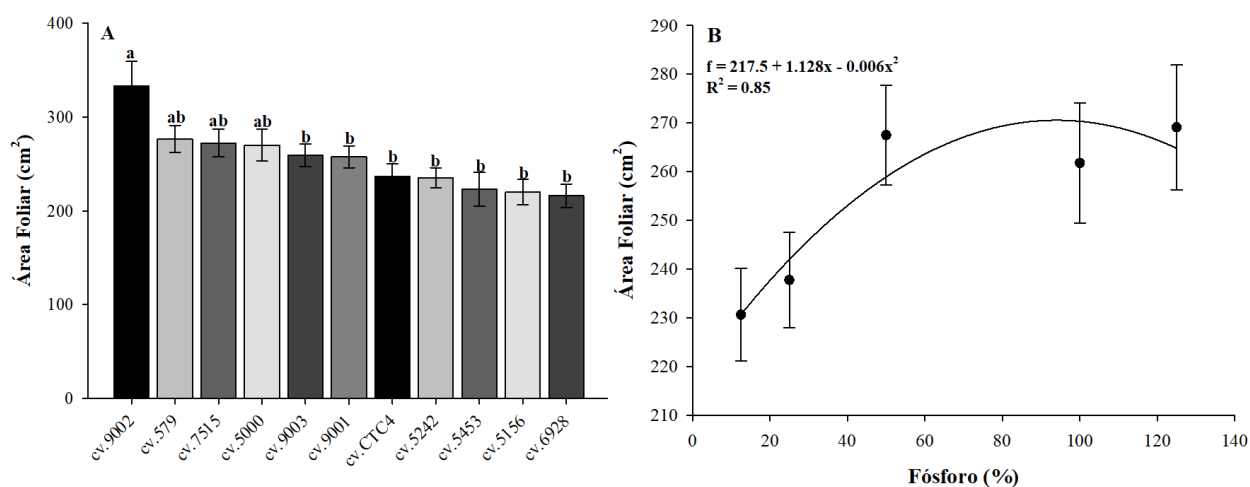 A
Área Foliar (cm²)
400
300
200
100
0
a
ab
ab
ab
b
b
b
b
b
b
b
cv.9002
cv.579
cv.7515
cv.5000
cv.9003
cv.9001
cv.CTC4
cv.5242
cv.5453
cv.5156
cv.6928
B
f = 217.5 + 1.128x - 0.006x²
R² = 0.85
Área Foliar (cm²)
290
280
270
260
250
240
230
220
210
0
20
40
60
80
100
120
140
Fósforo (%)